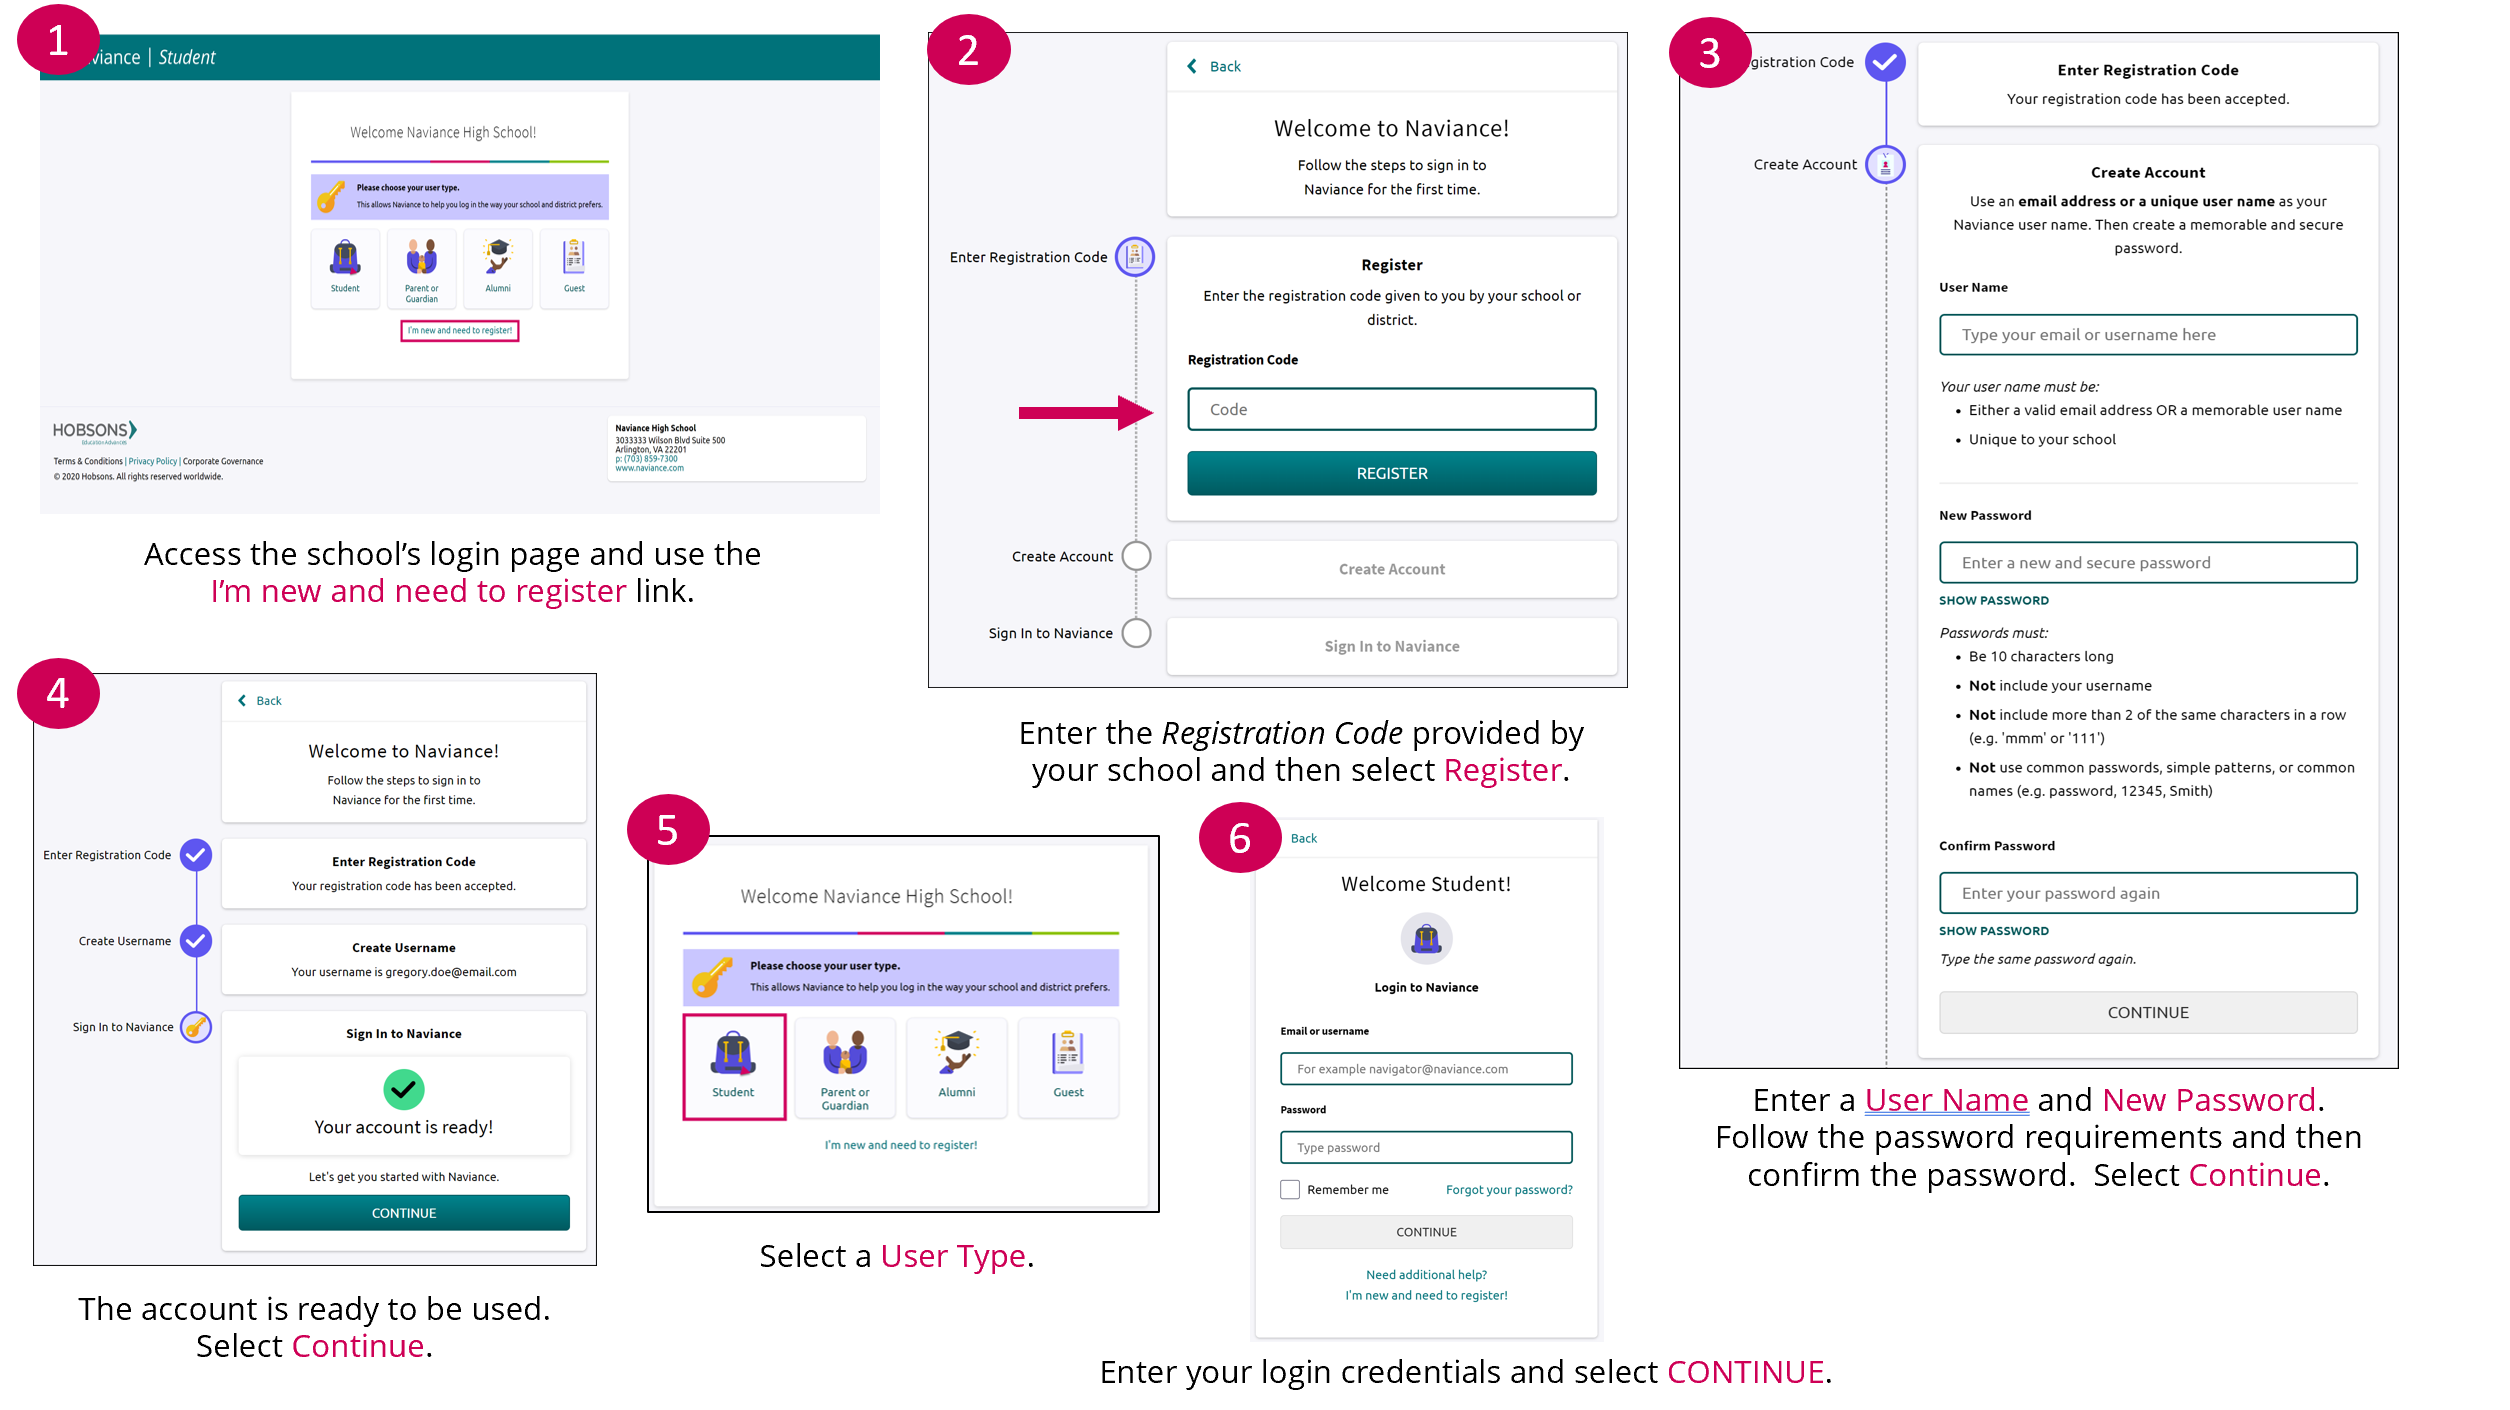 1
viance | Student
Welcome Naviance High School!
Please choose your user type.
This allows Naviance to help you log in the way your school and district prefers.
Student
Parent or
Guardian
Alumni
Guest
I'm new and need to register!
HOBSONS
Education Advances
Terms & Conditions | Privacy Policy | Corporate Governance
© 2020 Hobsons. All rights reserved worldwide.
Naviance High School
3033333 Wilson Blvd Suite 500
Arlington, VA 22201
p: (703) 859-7300
www.naviance.com
Access the school's login page and use the
I'm new and need to register link.
2
Back
Welcome to Naviance!
Follow the steps to sign in to
Naviance for the first time.
Enter Registration Code
Register
Enter the registration code given to you by your school or
district.
Registration Code
Code
REGISTER
Create Account
Create Account
Sign In to Naviance
Sign In to Naviance
Enter the Registration Code provided by
your school and then select Register.
3
gistration Code
Enter Registration Code
Your registration code has been accepted.
Create Account
Create Account
Use an email address or a unique user name as your
Naviance user name. Then create a memorable and secure
password.
User Name
Type your email or username here
Your user name must be:
• Either a valid email address OR a memorable user name
• Unique to your school
New Password
Enter a new and secure password
SHOW PASSWORD
Passwords must:
• Be 10 characters long
• Not include your username
• Not include more than 2 of the same characters in a row
(e.g. 'mmm' or '111')
• Not use common passwords, simple patterns, or common
names (e.g. password, 12345, Smith)
Confirm Password
Enter your password again
SHOW PASSWORD
Type the same password again.
CONTINUE
Enter a User Name and New Password.
Follow the password requirements and then
confirm the password. Select Continue.
4
Back
Welcome to Naviance!
Follow the steps to sign in to
Naviance for the first time.
Enter Registration Code
Enter Registration Code
Your registration code has been accepted.
Create Username
Create Username
Your username is gregory.doe@email.com
Sign In to Naviance
Sign In to Naviance
Your account is ready!
Let's get you started with Naviance.
CONTINUE
The account is ready to be used.
Select Continue.
5
Welcome Naviance High School!
Please choose your user type.
This allows Naviance to help you log in the way your school and district prefers.
Student
Parent or
Guardian
Alumni
Guest
I'm new and need to register!
Select a User Type.
6
Back
Welcome Student!
Login to Naviance
Email or username
For example navigator@naviance.com
Password
Type password
Remember me
Forgot your password?
CONTINUE
Need additional help?
I'm new and need to register!
Enter your login credentials and select CONTINUE.